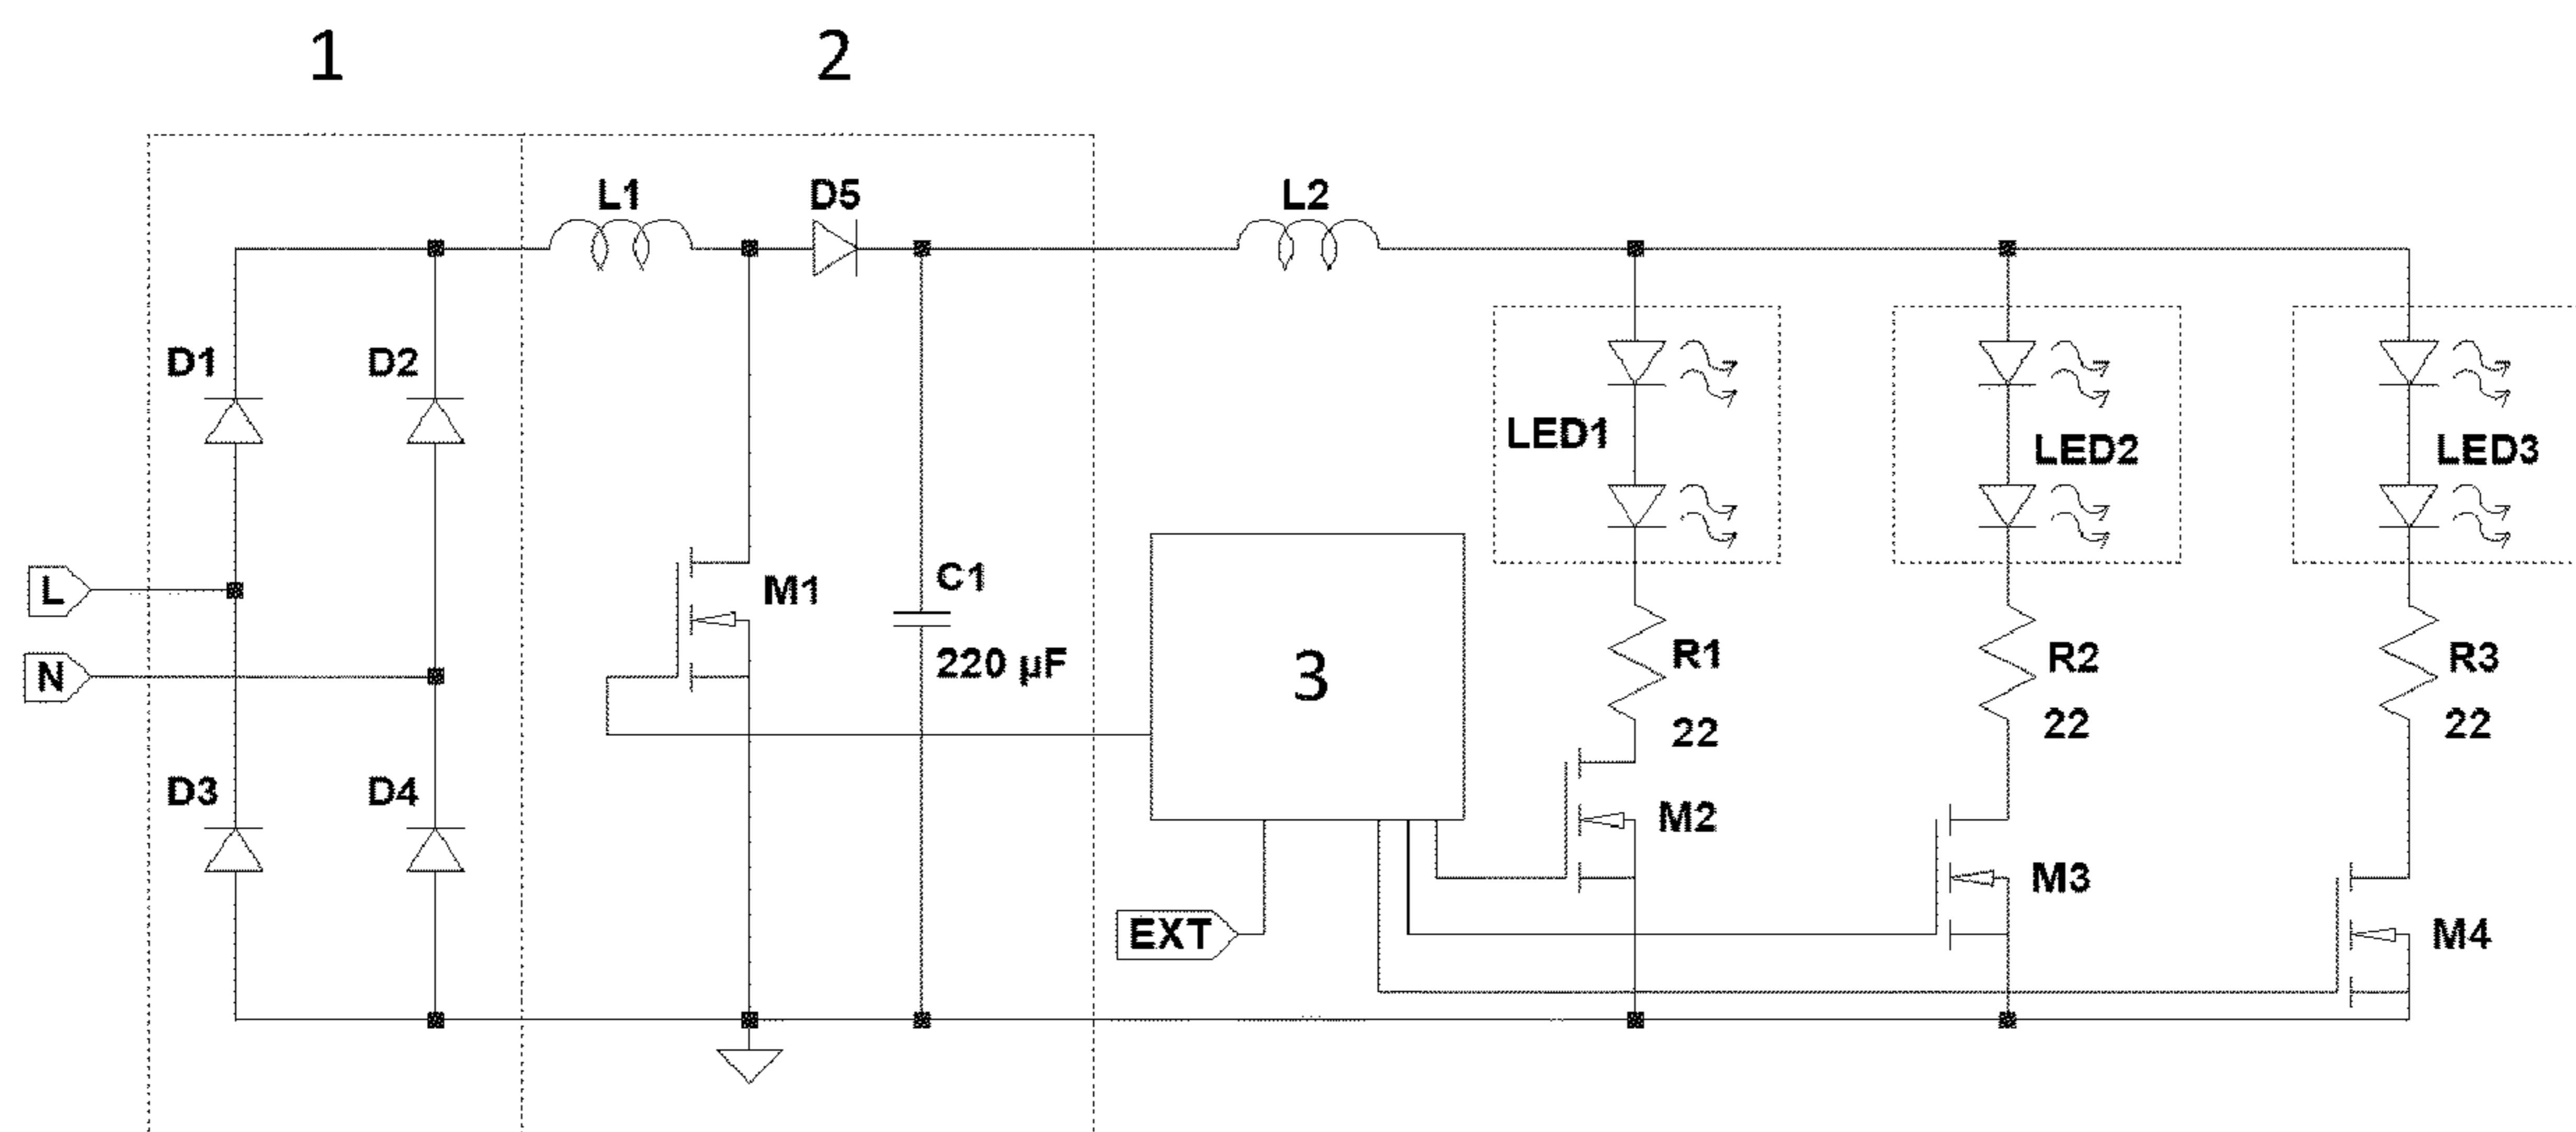 1 2
L1 D5 L2
D1 D2
LED1 LED2 LED3
L
M1
C1
220 µF
N
3
R1 R2 R3
22 22 22
D3 D4
M2
M3
EXT
M4